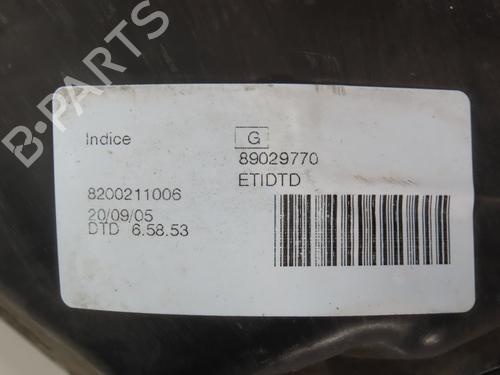 B-PARTS
Indice G
89029770
ETIDTD
8200211006
20/09/05
DTD 6.58.53